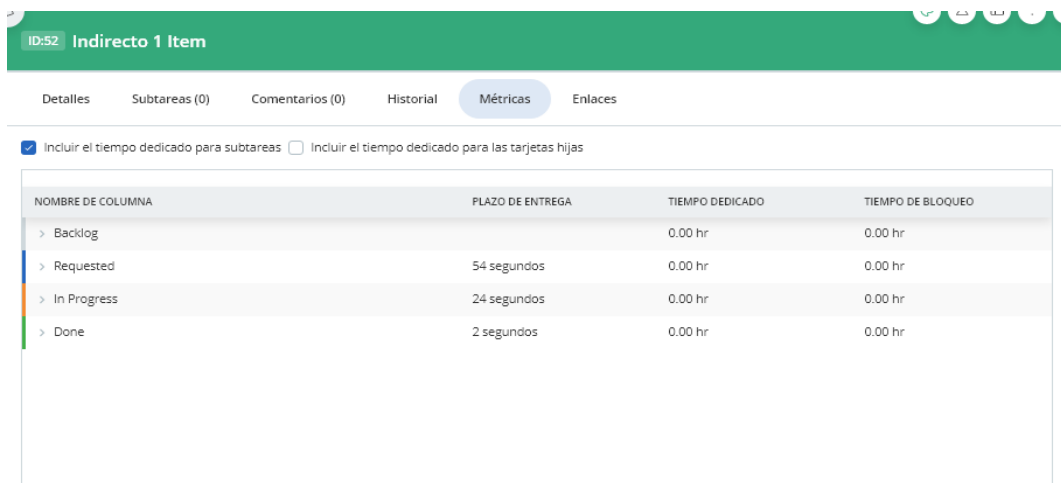 ID:52 Indirecto 1 Item
Detalles Subtareas (0) Comentarios (0) Historial Métricas Enlaces
Incluir el tiempo dedicado para subtareas Incluir el tiempo dedicado para las tarjetas hijas
NOMBRE DE COLUMNA PLAZO DE ENTREGA TIEMPO DEDICADO TIEMPO DE BLOQUEO
Backlog 0.00 hr 0.00 hr
Requested 54 segundos 0.00 hr 0.00 hr
In Progress 24 segundos 0.00 hr 0.00 hr
Done 2 segundos 0.00 hr 0.00 hr